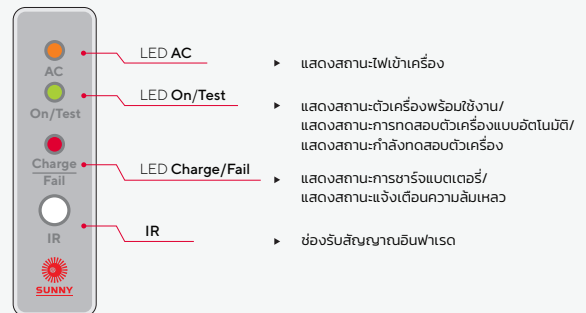 AC
On/Test
Charge
Fail
IR
SUNNY
LED AC
แสดงสถานะไฟเข้าเครื่อง
LED On/Test
แสดงสถานะตัวเครื่องพร้อมใช้งาน/
แสดงสถานะการทดสอบตัวเครื่องแบบอัตโนมัติ/
แสดงสถานะกำลังทดสอบตัวเครื่อง
LED Charge/Fail
แสดงสถานะการชาร์จแบตเตอรี่/
แสดงสถานะแจ้งเตือนความล้มเหลว
IR
ช่องรับสัญญาณอินฟาเรด